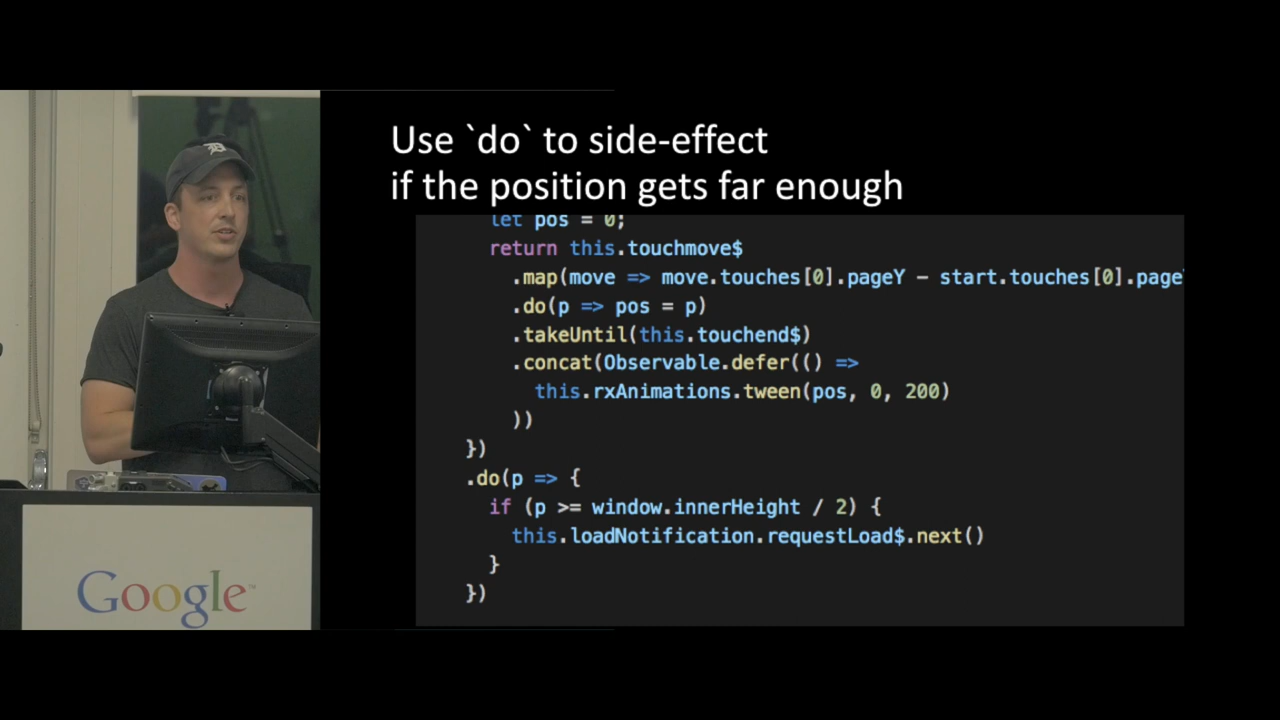 Use `do` to side-effect
if the position gets far enough
let pos = 0;
return this.touchmove$
.map(move => move.touches[0].pageY - start.touches[0].page
.do(p => pos = p)
.takeUntil(this.touchend$)
.concat(Observable.defer(() =>
this.rxAnimations.tween(pos, 0, 200)
))
})
.do(p => {
if (p >= window.innerHeight / 2) {
this.loadNotification.requestLoad$.next()
}
})
B
Google™